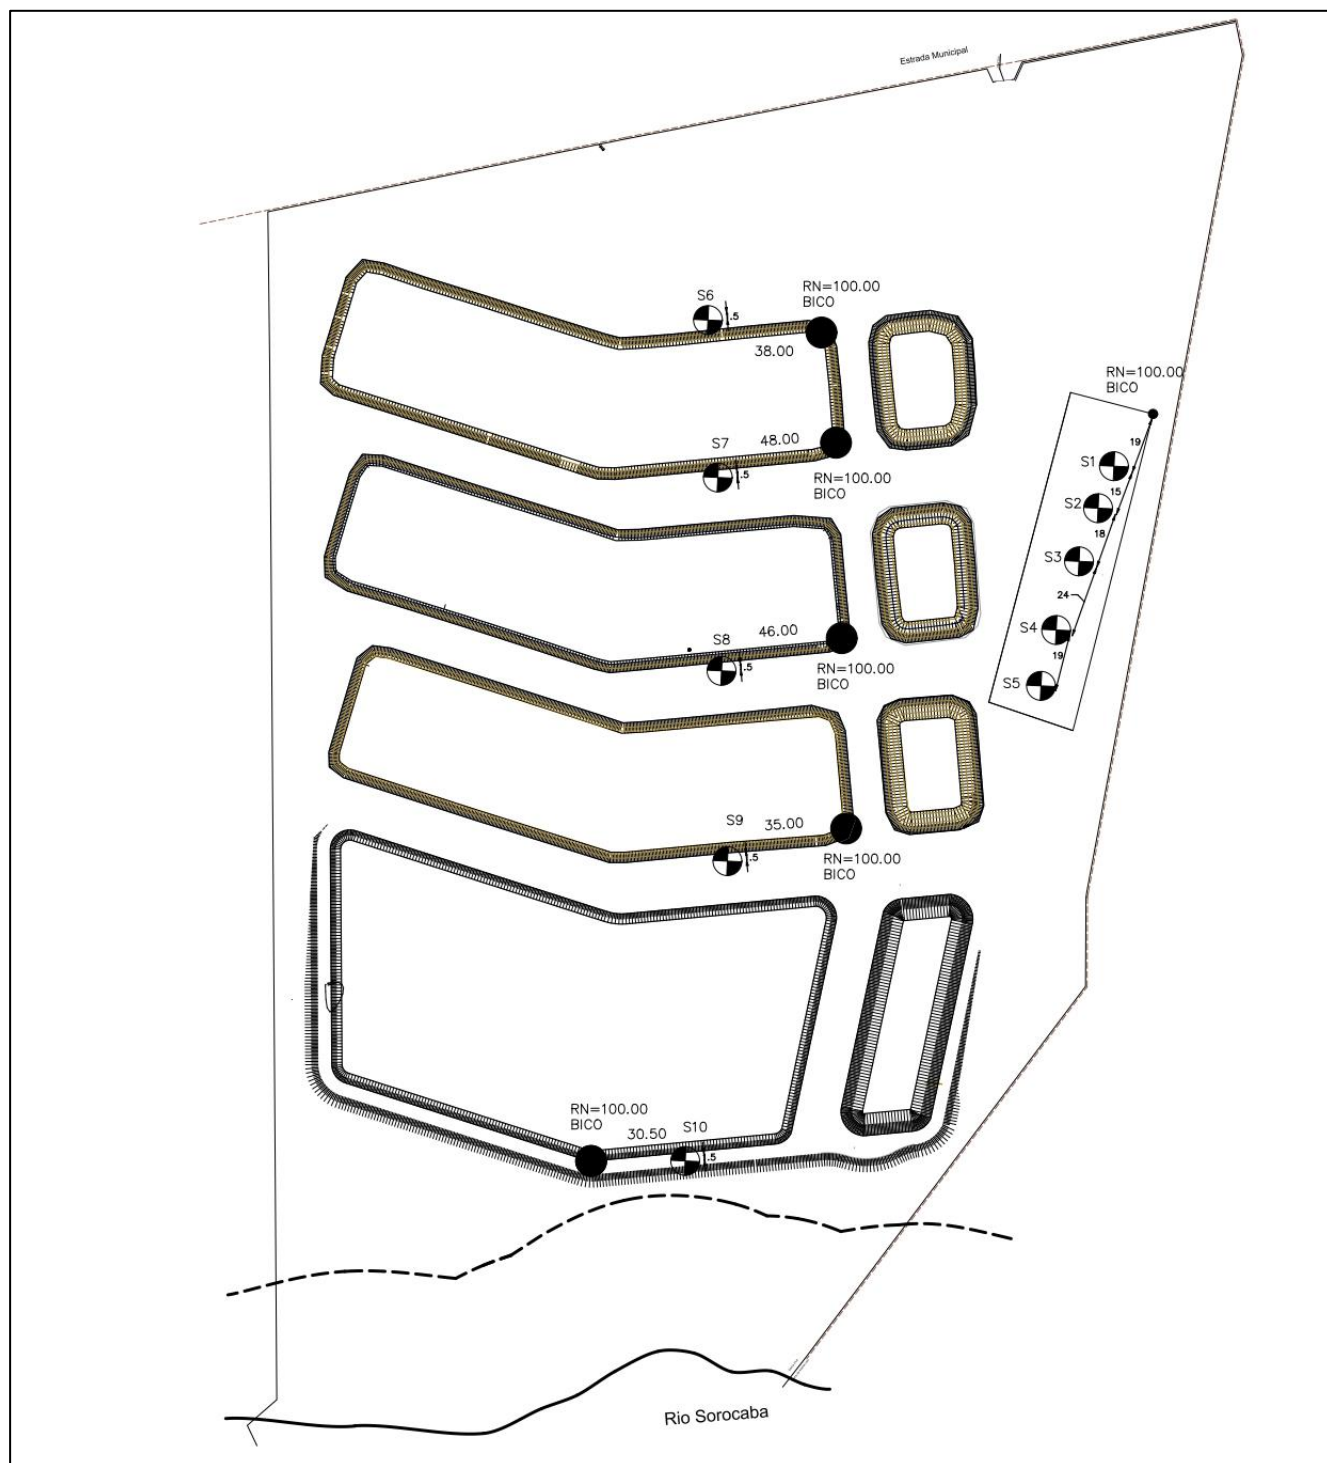 Estrada Municipal
S6
.5
RN=100.00
BICO
38.00
RN=100.00
BICO
19
S7
48.00
.5
RN=100.00
BICO
S1
15
S2
18
S3
24
S4
19
S5
S8
46.00
.5
RN=100.00
BICO
S9
35.00
.5
RN=100.00
BICO
RN=100.00
BICO
30.50
S10
.5
Rio Sorocaba